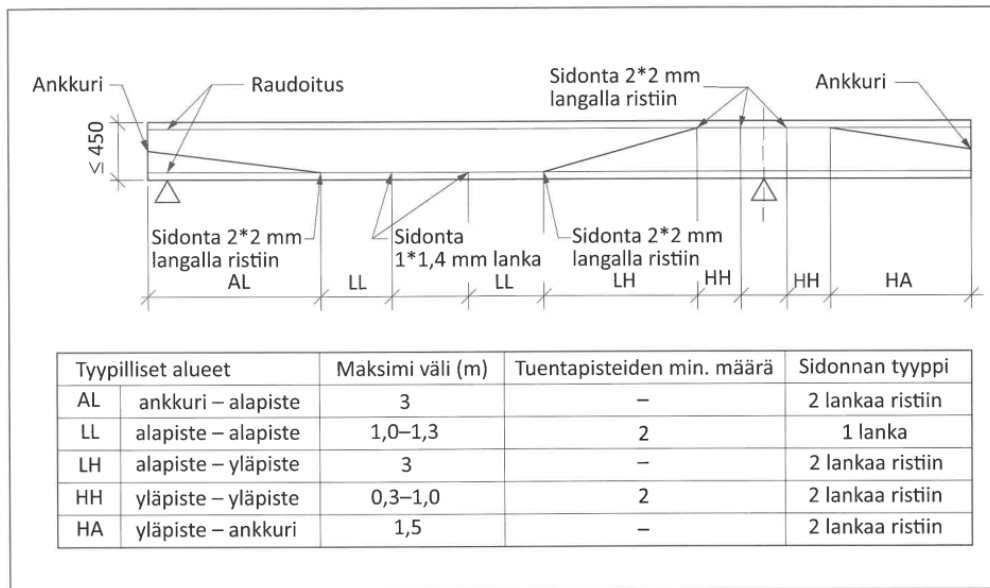 Ankkuri
Raudoitus
Sidonta 2*2 mm
langalla ristiin
Ankkuri
≤ 450
Sidonta 2*2 mm
langalla ristiin
Sidonta
1*1,4 mm lanka
Sidonta 2*2 mm
langalla ristiin
AL LL LL LH HH HH HA
Tyypilliset alueet Maksimi väli (m) Tuentapisteiden min. määrä Sidonnan tyyppi
AL ankkuri – alapiste 3 – 2 lankaa ristiin
LL alapiste – alapiste 1,0–1,3 2 1 lanka
LH alapiste – yläpiste 3 – 2 lankaa ristiin
HH yläpiste – yläpiste 0,3–1,0 2 2 lankaa ristiin
HA yläpiste – ankkuri 1,5 – 2 lankaa ristiin